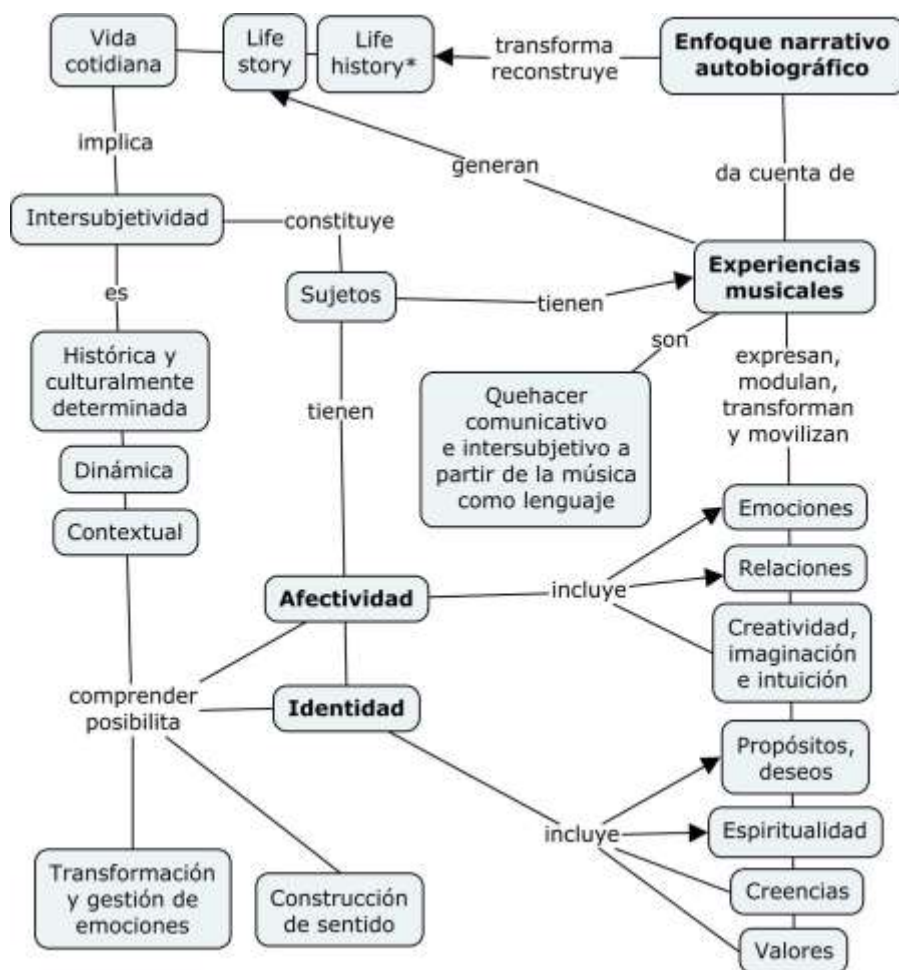 Vida
cotidiana
Life
story
Life
history*
transforma
reconstruye
Enfoque narrativo
autobiográfico
implica
generan
da cuenta de
Intersubjetividad
constituye
Experiencias
musicales
es
Sujetos
tienen
son
Histórica y
culturalmente
determinada
tienen
Quehacer
comunicativo
e intersubjetivo a
partir de la música
como lenguaje
expresan,
modulan,
transforman
y movilizan
Dinámica
Contextual
Emociones
Afectividad
incluye
Relaciones
Creatividad,
imaginación
e intuición
comprender
posibilita
Identidad
Propósitos,
deseos
incluye
Espiritualidad
Transformación
y gestión de
emociones
Construcción
de sentido
Creencias
Valores